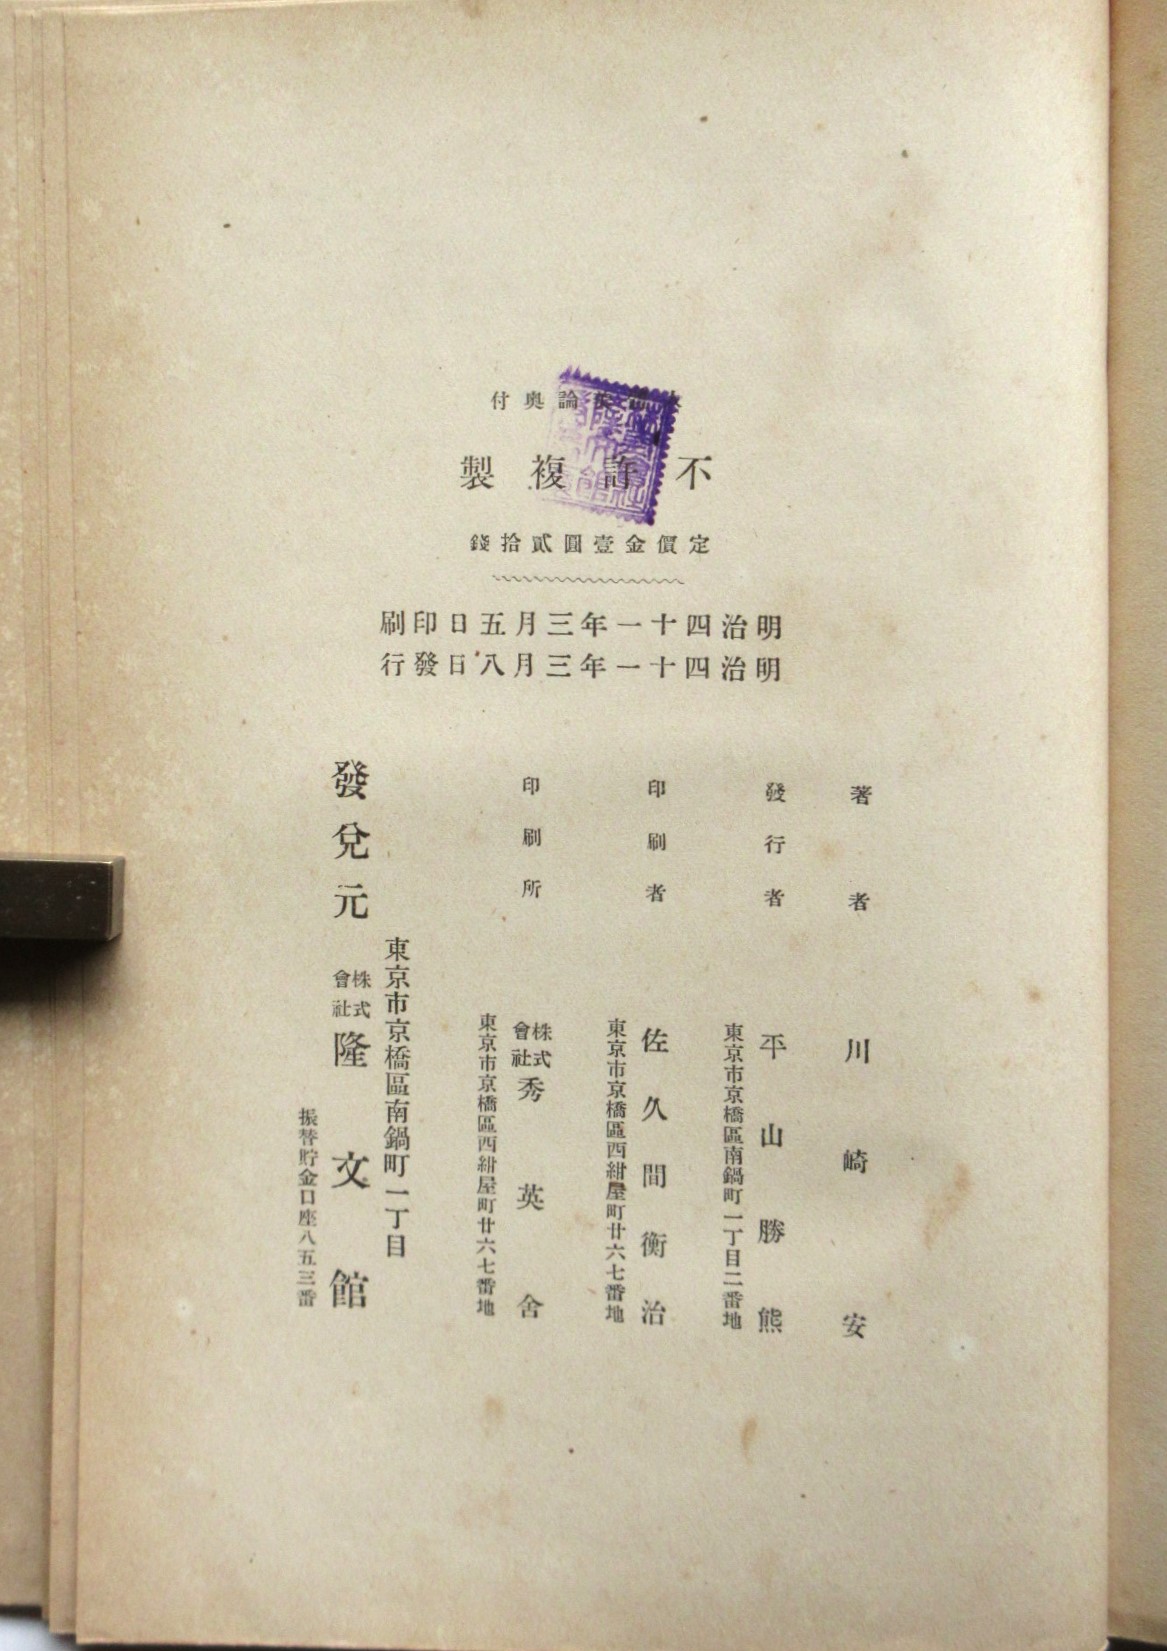 論奧付
不許複製
定價金壹圓貳拾錢
明治四十一年三月五日印刷
明治四十一年三月八日發行
著者 川崎安
發行者 平山勝熊
東京市京橋區南鍋町一丁目二番地
印刷者 佐久間衡治
東京市京橋區西紺屋町廿六七番地
印刷所 株式會社 秀英舍
東京市京橋區西紺屋町廿六七番地
東京市京橋區南鍋町一丁目
發兌元 株式會社 隆文館
振替貯金口座八五三番